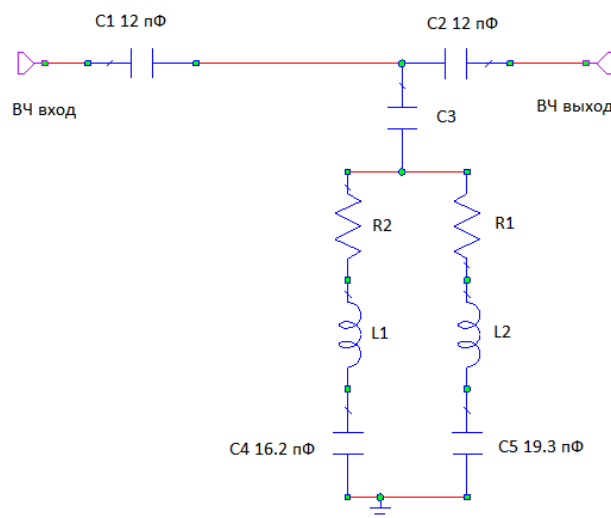 C1 12 пФ
C2 12 пФ
ВЧ вход
C3
ВЧ выход
R2
R1
L1
L2
C4 16.2 пФ
C5 19.3 пФ